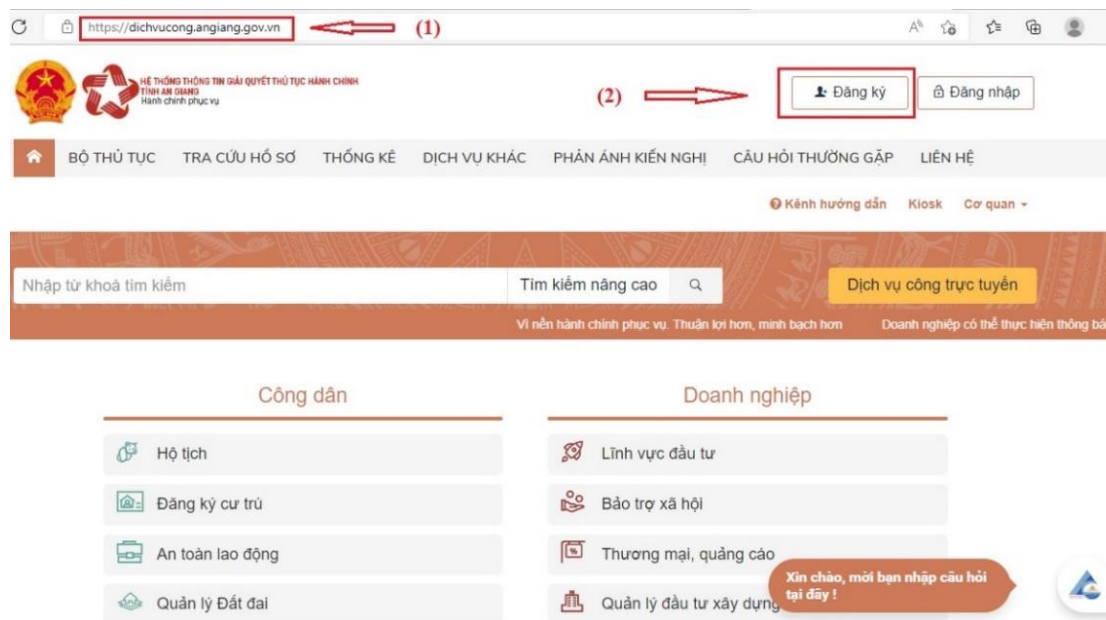 https://dichvucong.angiang.gov.vn
(1)
HỆ THỐNG THÔNG TIN GIẢI QUYẾT THỦ TỤC HÀNH CHÍNH
TỈNH AN GIANG
Hành chính phục vụ
(2)
Đăng ký
Đăng nhập
BỘ THỦ TỤC TRA CỨU HỒ SƠ THỐNG KÊ DỊCH VỤ KHÁC PHẢN ÁNH KIẾN NGHỊ CÂU HỎI THƯỜNG GẶP LIÊN HỆ
Kênh hướng dẫn Kiosk Cơ quan
Nhập từ khoá tìm kiếm Tìm kiếm nâng cao Dịch vụ công trực tuyến
Vì nền hành chính phục vụ. Thuận lợi hơn, minh bạch hơn Doanh nghiệp có thể thực hiện thông bá
Công dân
Hộ tịch
Đăng ký cư trú
An toàn lao động
Quản lý Đất đai
Doanh nghiệp
Lĩnh vực đầu tư
Bảo trợ xã hội
Thương mại, quảng cáo
Quản lý đầu tư xây dựng
Xin chào, mời bạn nhập câu hỏi
tại đây !